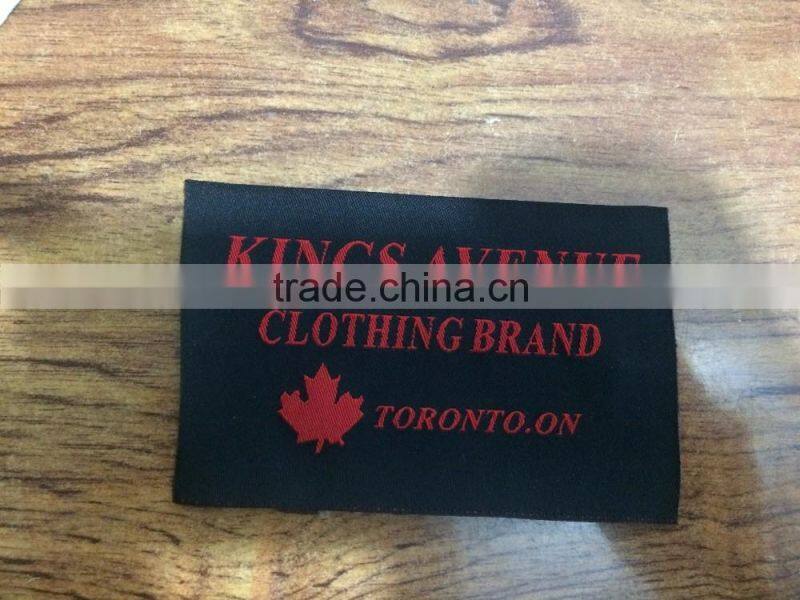 KINGS AVENUE
trade.china.cn
CLOTHING BRAND
TORONTO.ON